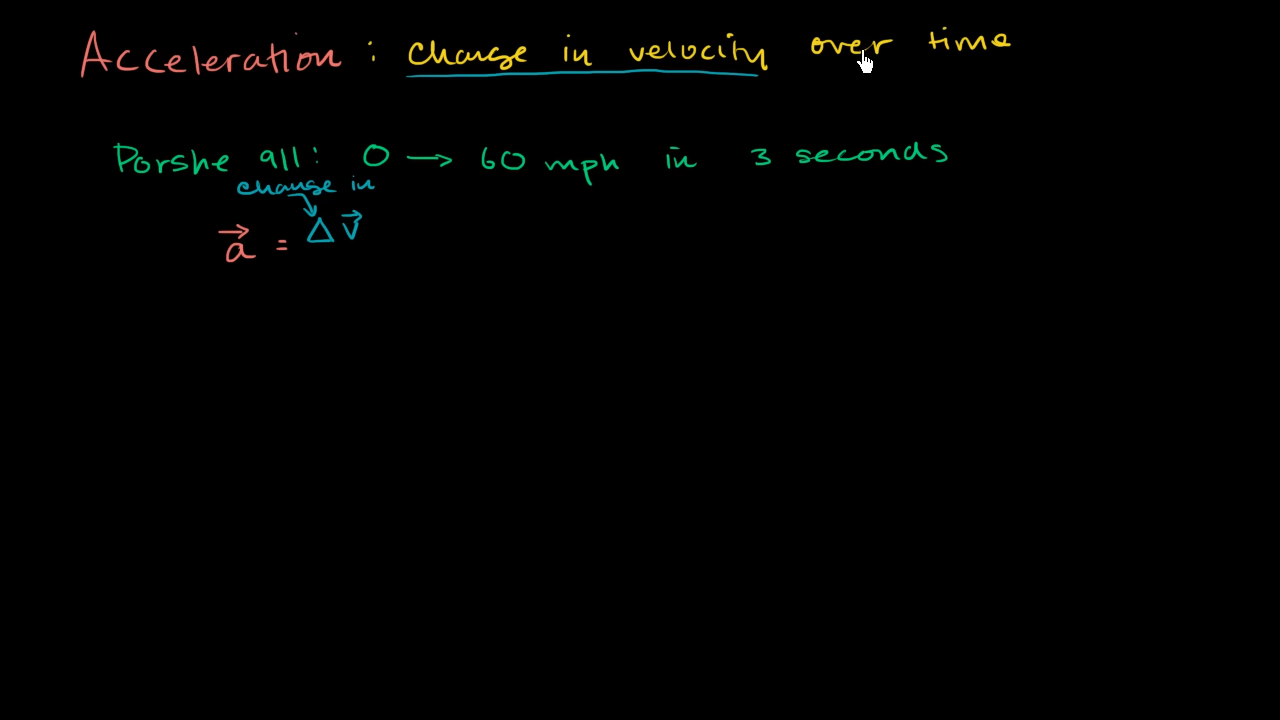 Acceleration : change in velocity over time
Porshe 911: 0 → 60 mph in 3 seconds
change in
a⃗ = Δv⃗